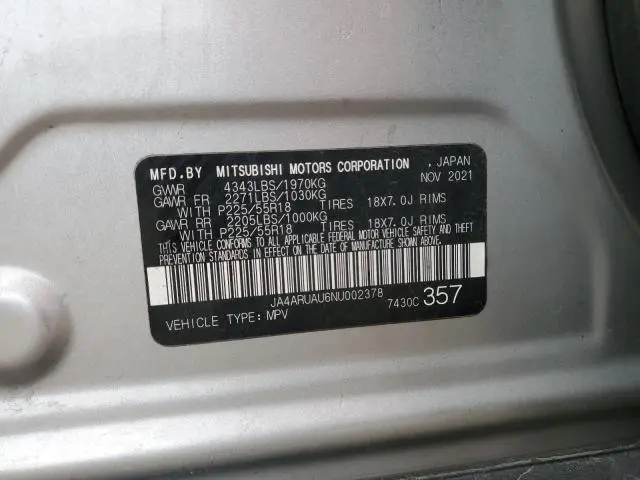 MFD.BY MITSUBISHI MOTORS CORPORATION , JAPAN
GVWR 4343LBS/1970KG NOV 2021
GAWR FR 2271LBS/1030KG
WITH P225/55R18 TIRES 18X7.0J RIMS
GAWR RR 2205LBS/1000KG
WITH P225/55R18 TIRES 18X7.0J RIMS
THIS VEHICLE CONFORMS TO ALL APPLICABLE FEDERAL MOTOR VEHICLE SAFETY AND THEFT
PREVENTION STANDARDS IN EFFECT ON THE DATE OF MANUFACTURE SHOWN ABOVE.
JA4ARUAU6NU002378
VEHICLE TYPE: MPV 7430C 357